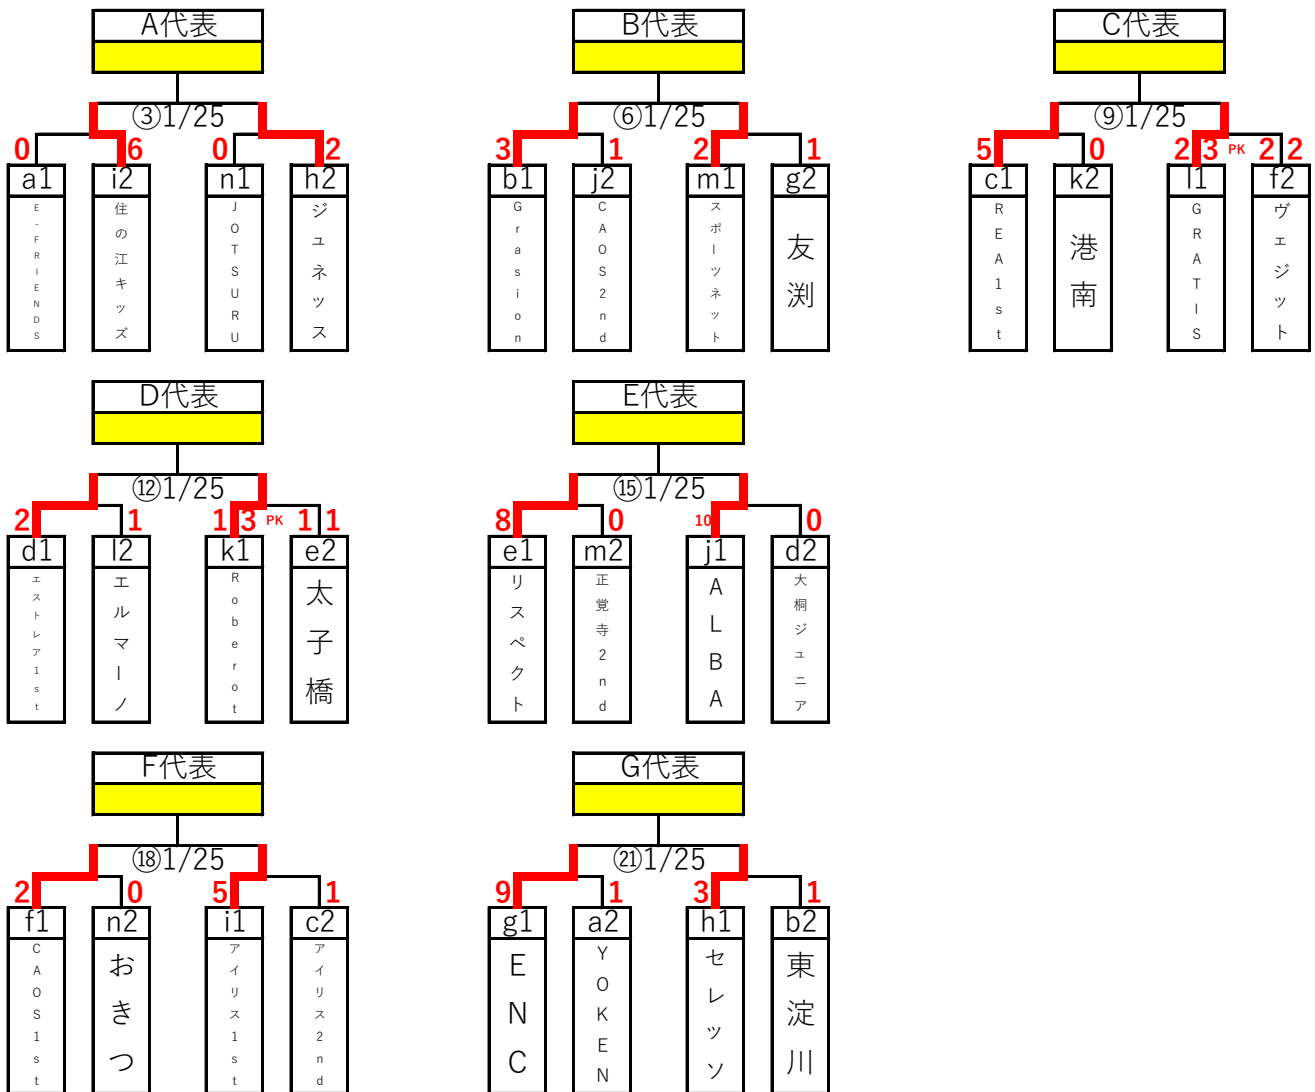 A代表
B代表
C代表
③1/25
⑥1/25
⑨1/25
0 6 0 2
3 1 2 1
5 0 2 3 PK 2 2
a1 i2 n1 h2
b1 j2 m1 g2
c1 k2 l1 f2
E-FRIENDS
住の江キッズ
JOTSURU
ジュネッス
Grasion
CAOS2nd
スポーツネット
友渕
REA1st
港南
GRATIS
ヴェジット
D代表
E代表
⑫1/25
⑮1/25
2 1 1 3 PK 1 1
8 0 10 0
d1 l2 k1 e2
e1 m2 j1 d2
エストレア1st
エルマーノ
Roberot
太子橋
リスペクト
正覚寺2nd
ALBA
大桐ジュニア
F代表
G代表
⑱1/25
㉑1/25
2 0 5 1
9 1 3 1
f1 n2 i1 c2
g1 a2 h1 b2
CAOS1st
おきつ
アイリス1st
アイリス2nd
ENC
YOKEN
セレッソ
東淀川